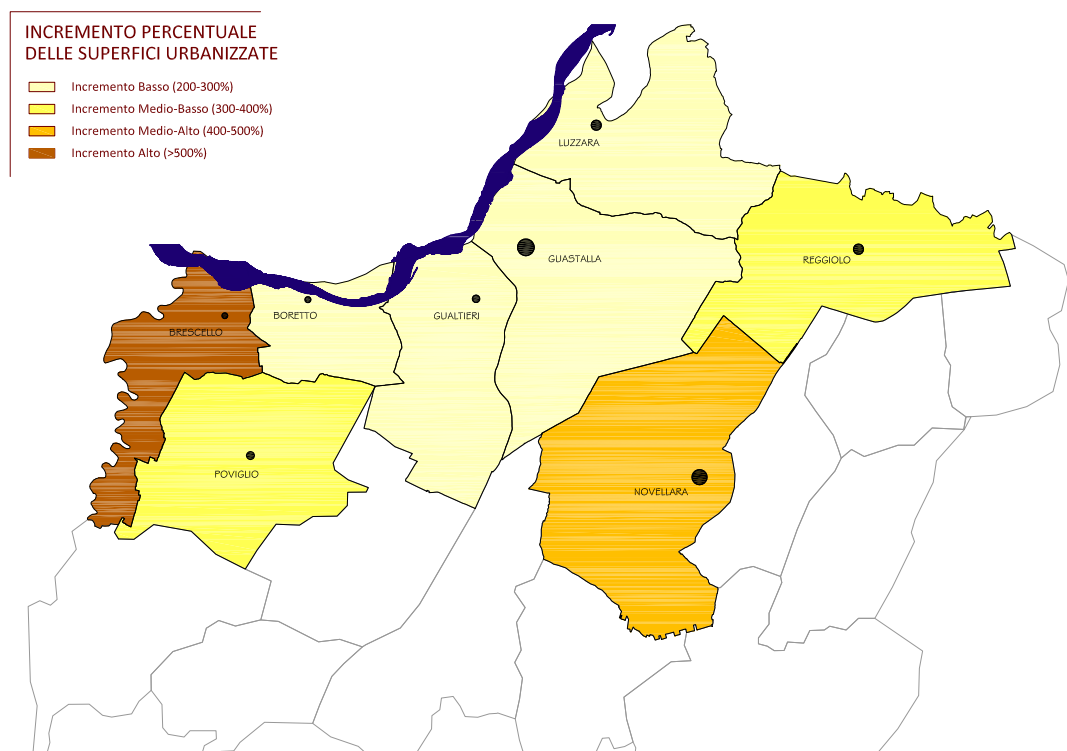 INCREMENTO PERCENTUALE
DELLE SUPERFICI URBANIZZATE
Incremento Basso (200-300%)
Incremento Medio-Basso (300-400%)
Incremento Medio-Alto (400-500%)
Incremento Alto (>500%)
LUZZARA
GUASTALLA
REGGIOLO
BRESCELLO
BORETTO
GUALTIERI
POVIGLIO
NOVELLARA